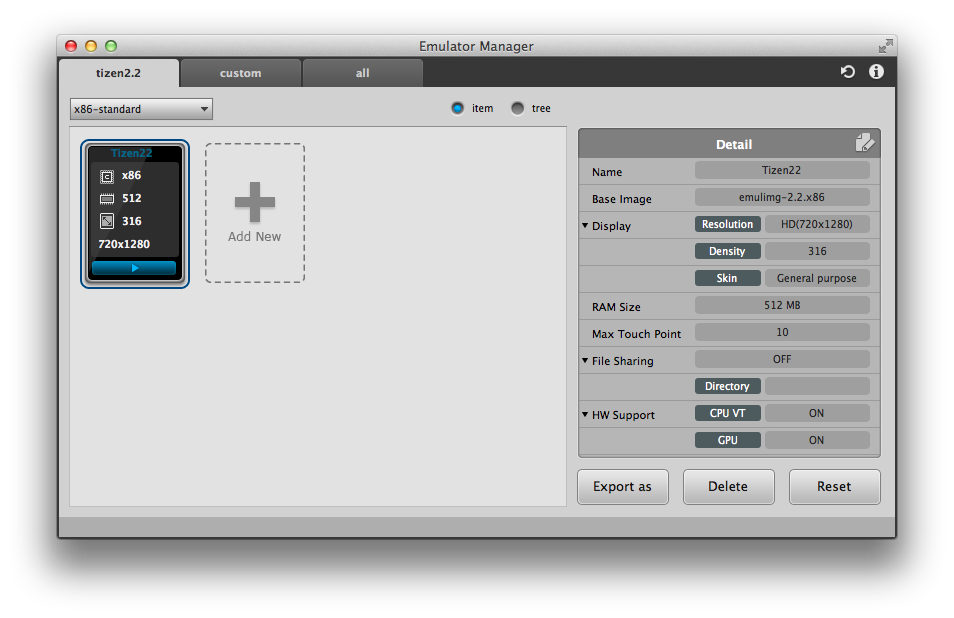 Emulator Manager
tizen2.2 custom all
x86-standard item tree
Tizen22
x86
512
316
720x1280
Add New
Detail
Name Tizen22
Base Image emulimg-2.2.x86
Display Resolution HD(720x1280)
Density 316
Skin General purpose
RAM Size 512 MB
Max Touch Point 10
File Sharing OFF
Directory
HW Support CPU VT ON
GPU ON
Export as Delete Reset